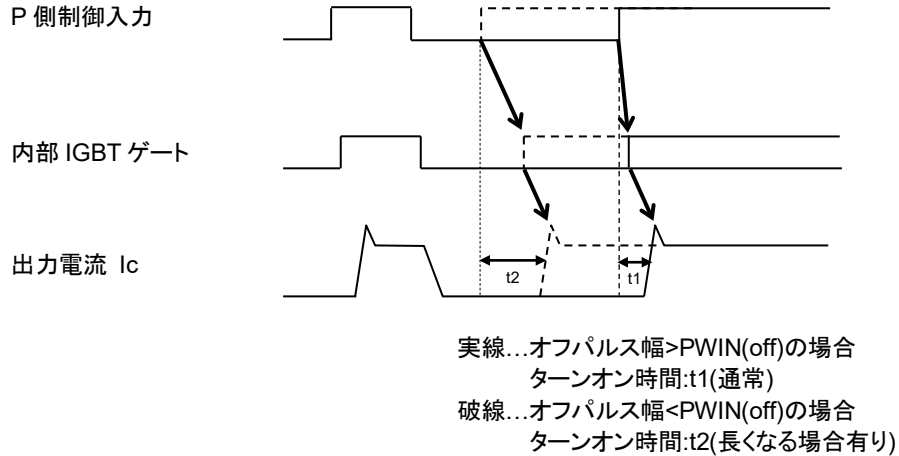 P 側制御入力
内部 IGBT ゲート
出力電流 Ic
t2
t1
実線…オフパルス幅>PWIN(off)の場合
ターンオン時間:t1(通常)
破線…オフパルス幅<PWIN(off)の場合
ターンオン時間:t2(長くなる場合有り)